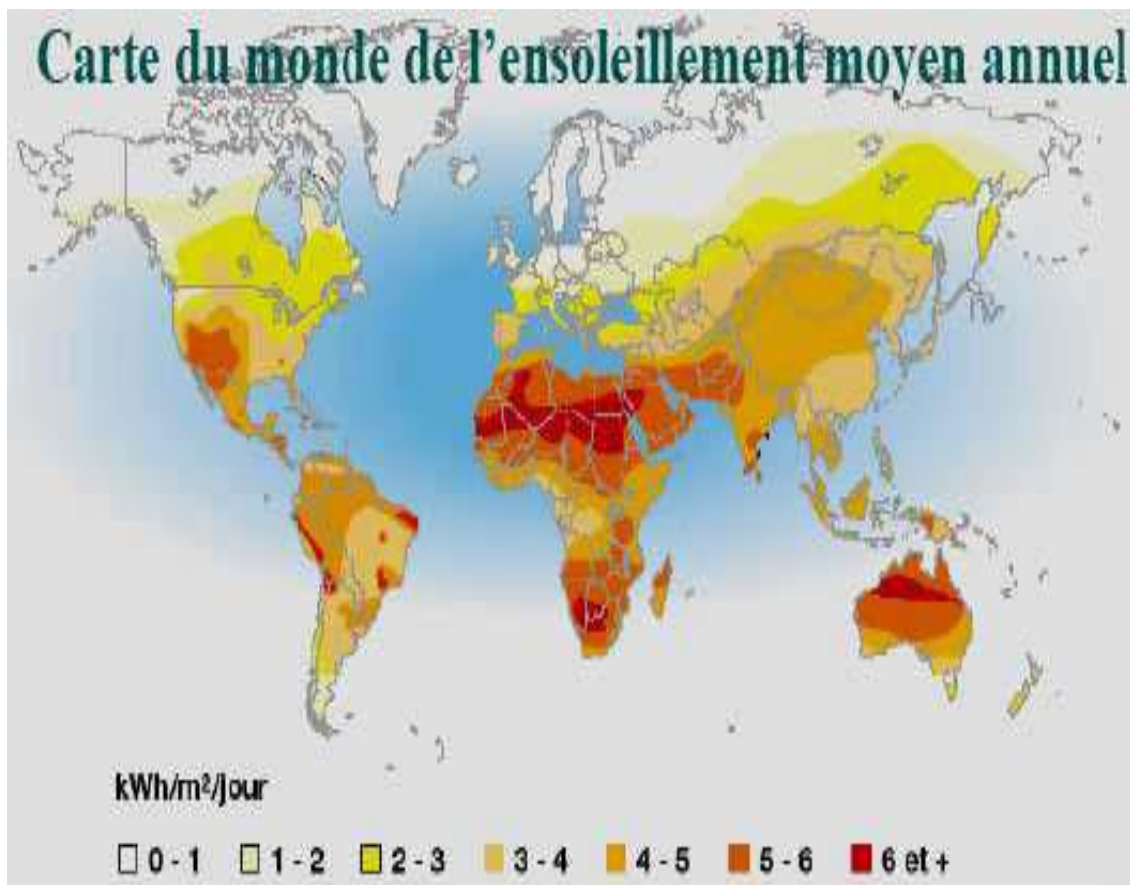 Carte du monde de l'ensoleillement moyen annuel
kWh/m²/jour
0 - 1 1 - 2 2 - 3 3 - 4 4 - 5 5 - 6 6 et +